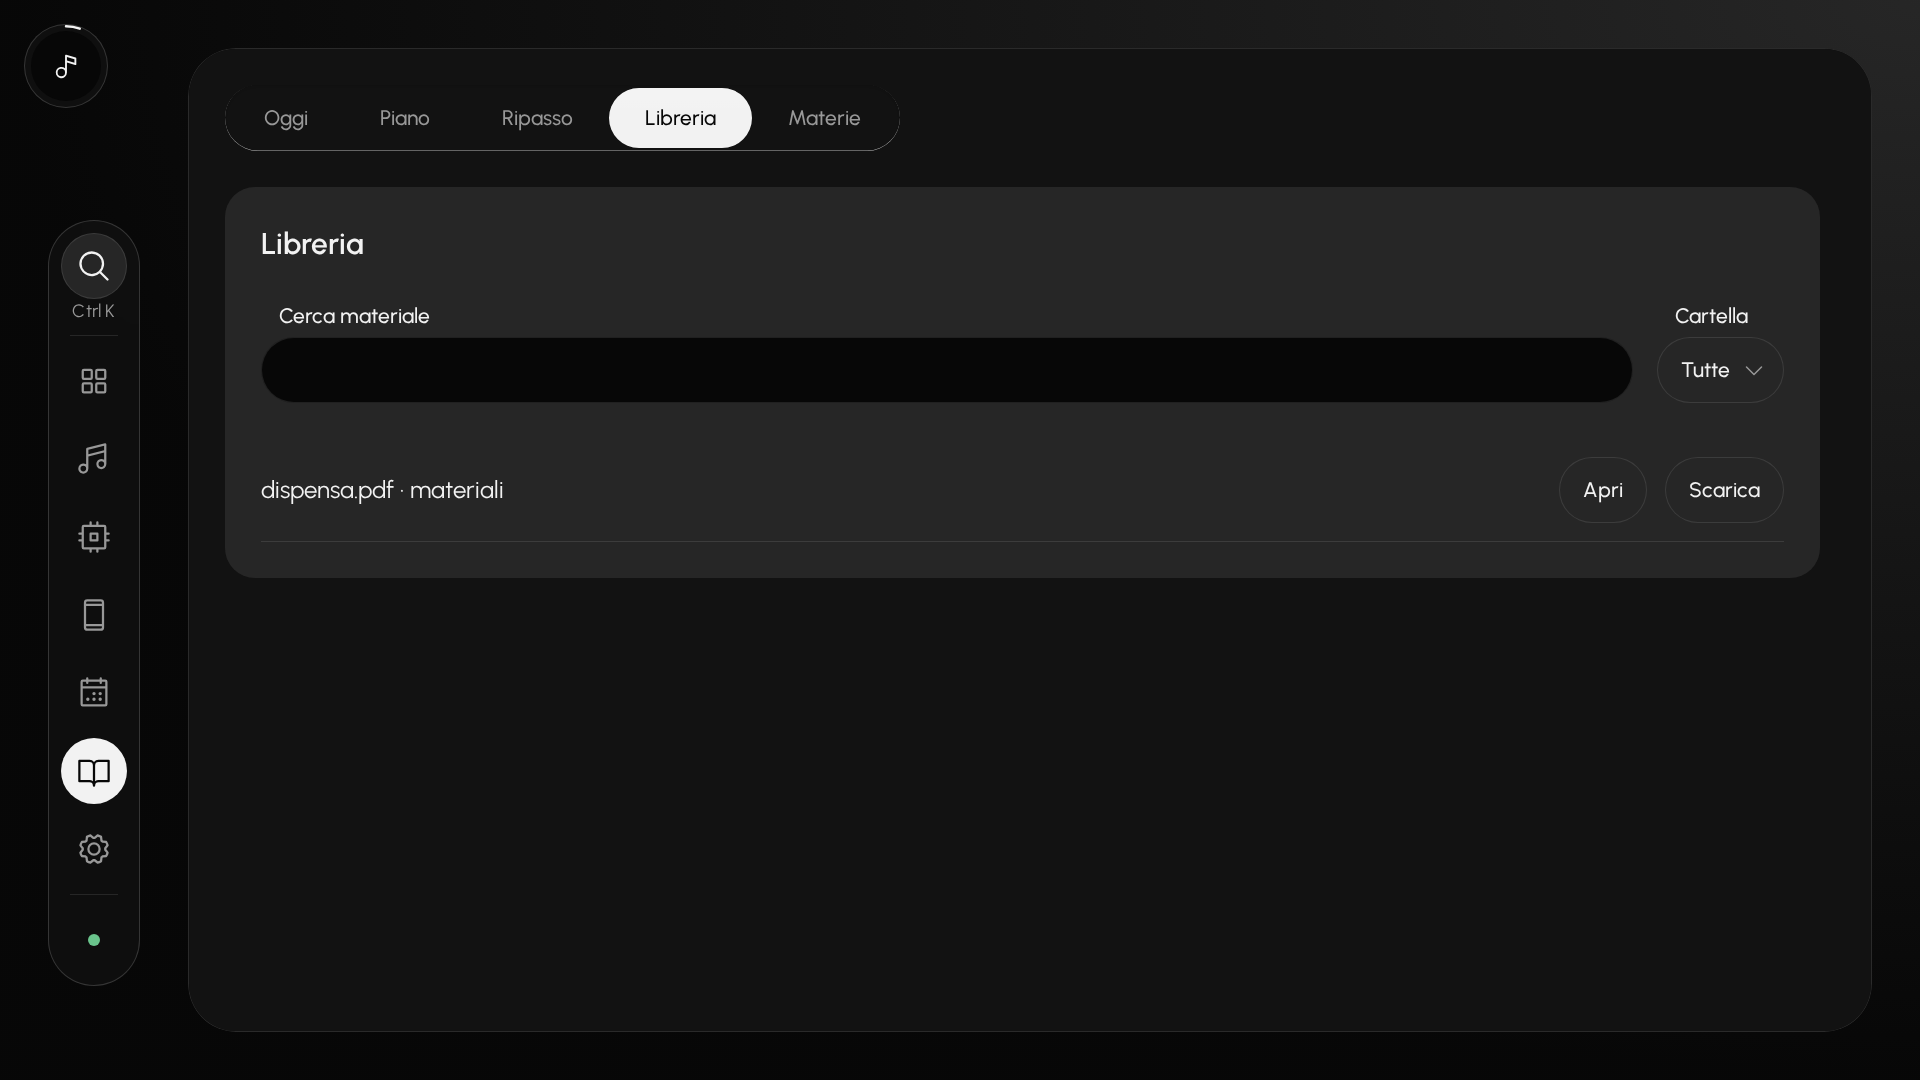 Oggi Piano Ripasso Libreria Materie
Ctrl K
Libreria
Cerca materiale
Cartella
Tutte
dispensa.pdf · materiali
Apri
Scarica